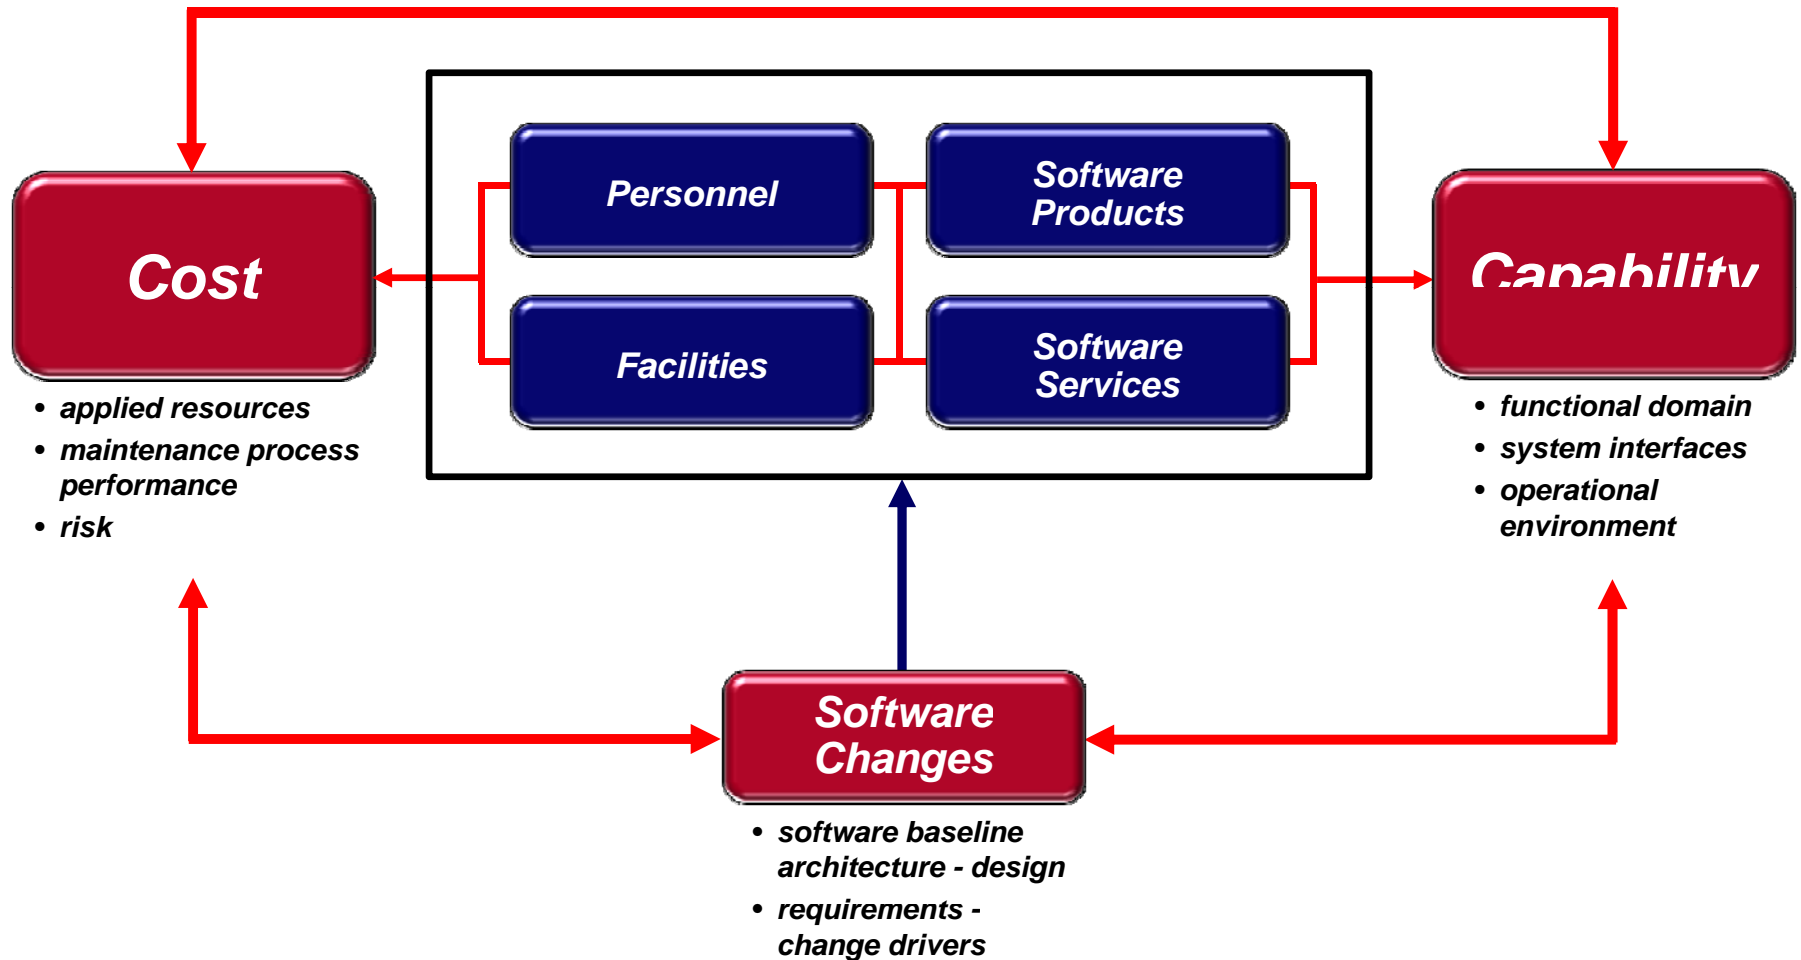 Personnel
Software
Products
Cost
Capability
Facilities
Software
Services
• applied resources
• maintenance process
performance
• risk
• functional domain
• system interfaces
• operational
environment
Software
Changes
• software baseline
architecture - design
• requirements -
change drivers